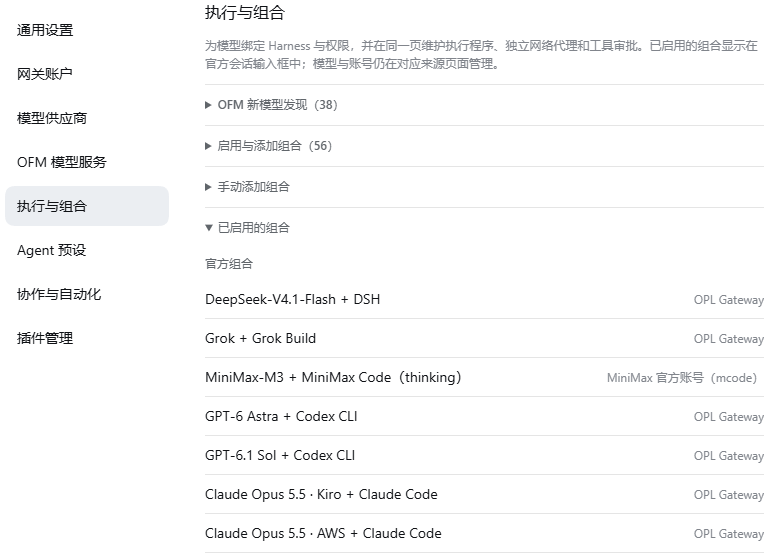 通用设置
网关账户
模型供应商
OFM 模型服务
执行与组合
Agent 预设
协作与自动化
插件管理
执行与组合
为模型绑定 Harness 与权限，并在同一页维护执行程序、独立网络代理和工具审批。已启用的组合显示在
官方会话输入框中；模型与账号仍在对应来源页面管理。
▶ OFM 新模型发现（38）
▶ 启用与添加组合（56）
▶ 手动添加组合
▼ 已启用的组合
官方组合
DeepSeek-V4.1-Flash + DSH OPL Gateway
Grok + Grok Build OPL Gateway
MiniMax-M3 + MiniMax Code（thinking） MiniMax 官方账号（mcode）
GPT-6 Astra + Codex CLI OPL Gateway
GPT-6.1 Sol + Codex CLI OPL Gateway
Claude Opus 5.5 · Kiro + Claude Code OPL Gateway
Claude Opus 5.5 · AWS + Claude Code OPL Gateway